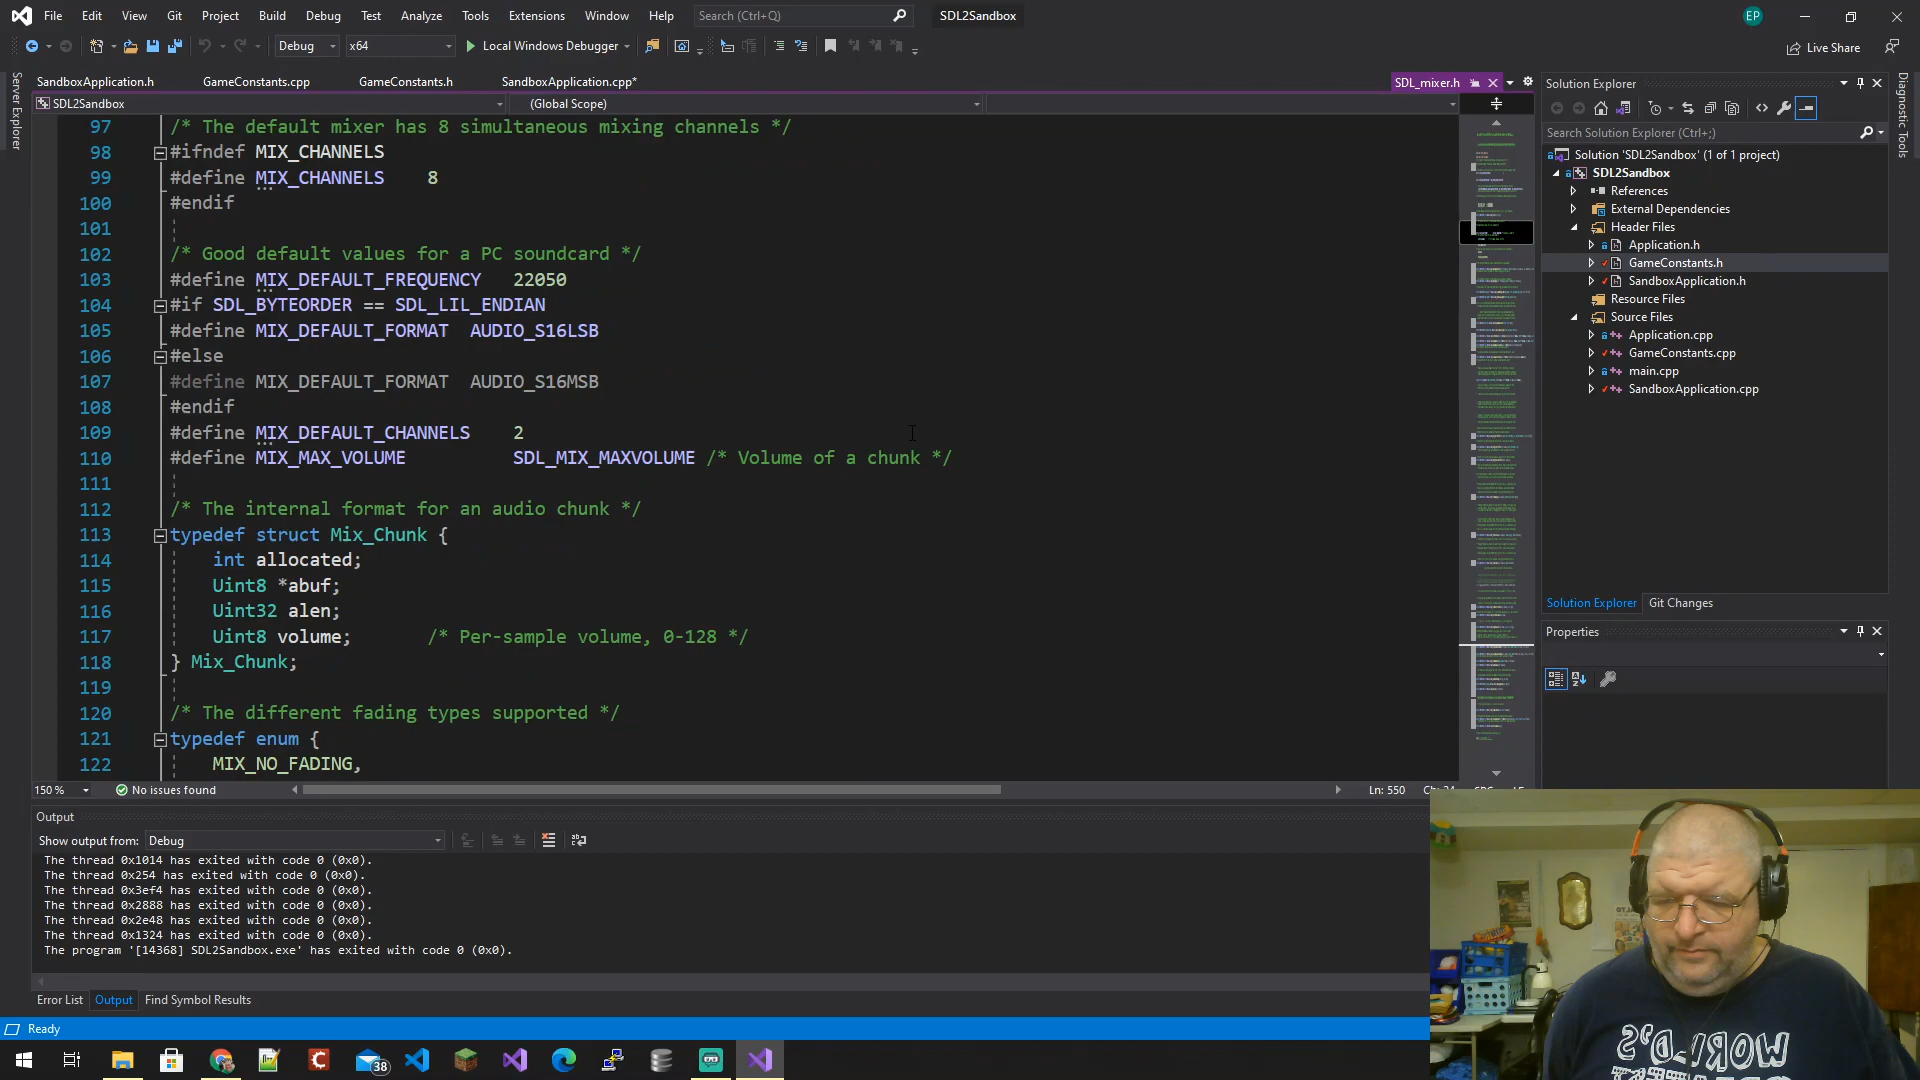 File Edit View Git Project Build Debug Test Analyze Tools Extensions Window Help Search (Ctrl+Q) SDL2Sandbox EP
Debug x64 Local Windows Debugger Live Share
SandboxApplication.h GameConstants.cpp GameConstants.h SandboxApplication.cpp* SDL_mixer.h
SDL2Sandbox (Global Scope)
Server Explorer
97 /* The default mixer has 8 simultaneous mixing channels */
98 #ifndef MIX_CHANNELS
99 #define MIX_CHANNELS 8
100 #endif
101
102 /* Good default values for a PC soundcard */
103 #define MIX_DEFAULT_FREQUENCY 22050
104 #if SDL_BYTEORDER == SDL_LIL_ENDIAN
105 #define MIX_DEFAULT_FORMAT AUDIO_S16LSB
106 #else
107 #define MIX_DEFAULT_FORMAT AUDIO_S16MSB
108 #endif
109 #define MIX_DEFAULT_CHANNELS 2
110 #define MIX_MAX_VOLUME SDL_MIX_MAXVOLUME /* Volume of a chunk */
111
112 /* The internal format for an audio chunk */
113 typedef struct Mix_Chunk {
114 int allocated;
115 Uint8 *abuf;
116 Uint32 alen;
117 Uint8 volume; /* Per-sample volume, 0-128 */
118 } Mix_Chunk;
119
120 /* The different fading types supported */
121 typedef enum {
122 MIX_NO_FADING,
150 % No issues found Ln: 550
Output
Show output from: Debug
The thread 0x1014 has exited with code 0 (0x0).
The thread 0x254 has exited with code 0 (0x0).
The thread 0x3ef4 has exited with code 0 (0x0).
The thread 0x2888 has exited with code 0 (0x0).
The thread 0x2e48 has exited with code 0 (0x0).
The thread 0x1324 has exited with code 0 (0x0).
The program '[14368] SDL2Sandbox.exe' has exited with code 0 (0x0).
Error List Output Find Symbol Results
Ready
38
Solution Explorer
Search Solution Explorer (Ctrl+;)
Solution 'SDL2Sandbox' (1 of 1 project)
SDL2Sandbox
References
External Dependencies
Header Files
Application.h
GameConstants.h
SandboxApplication.h
Resource Files
Source Files
Application.cpp
GameConstants.cpp
main.cpp
SandboxApplication.cpp
Solution Explorer Git Changes
Properties
Diagnostic Tools
WORLD'S